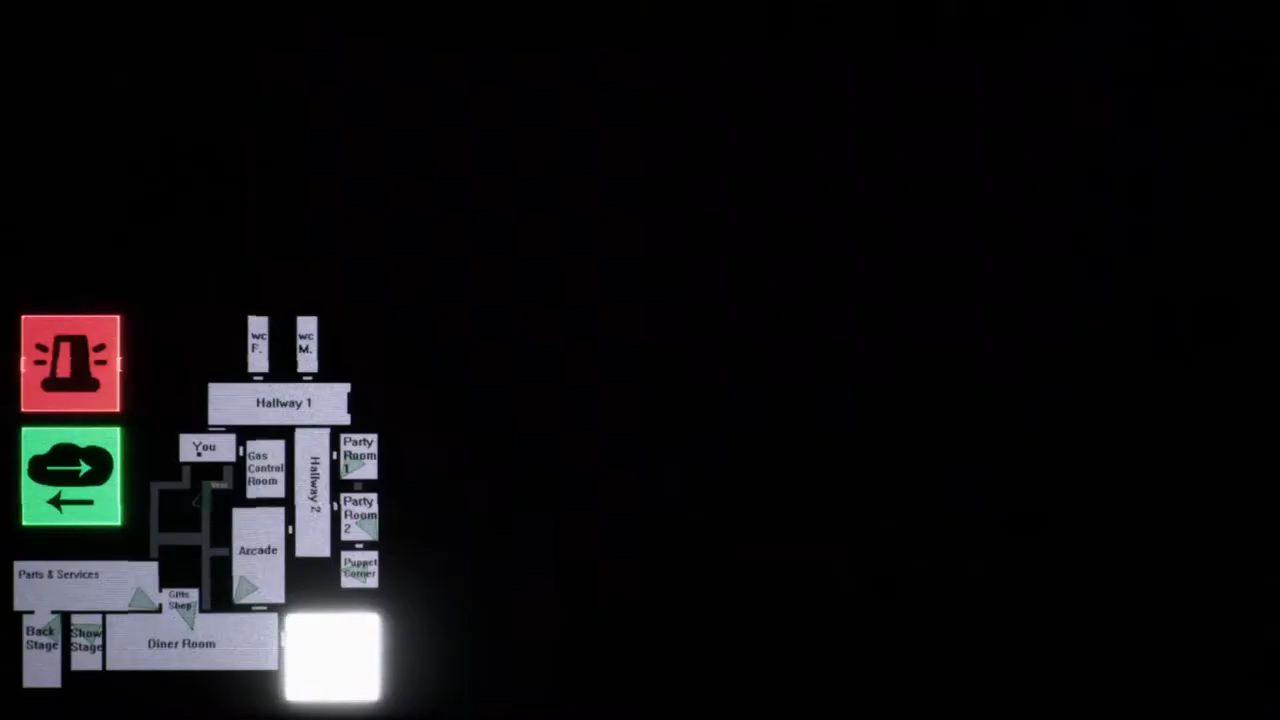 WC
F.
WC
M.
Hallway 1
You
Gas
Control
Room
Hallway 2
Party
Room
1
Party
Room
2
Arcade
Puppet
Corner
Parts & Services
Gifts
Shop
Back
Stage
Show
Stage
Diner Room